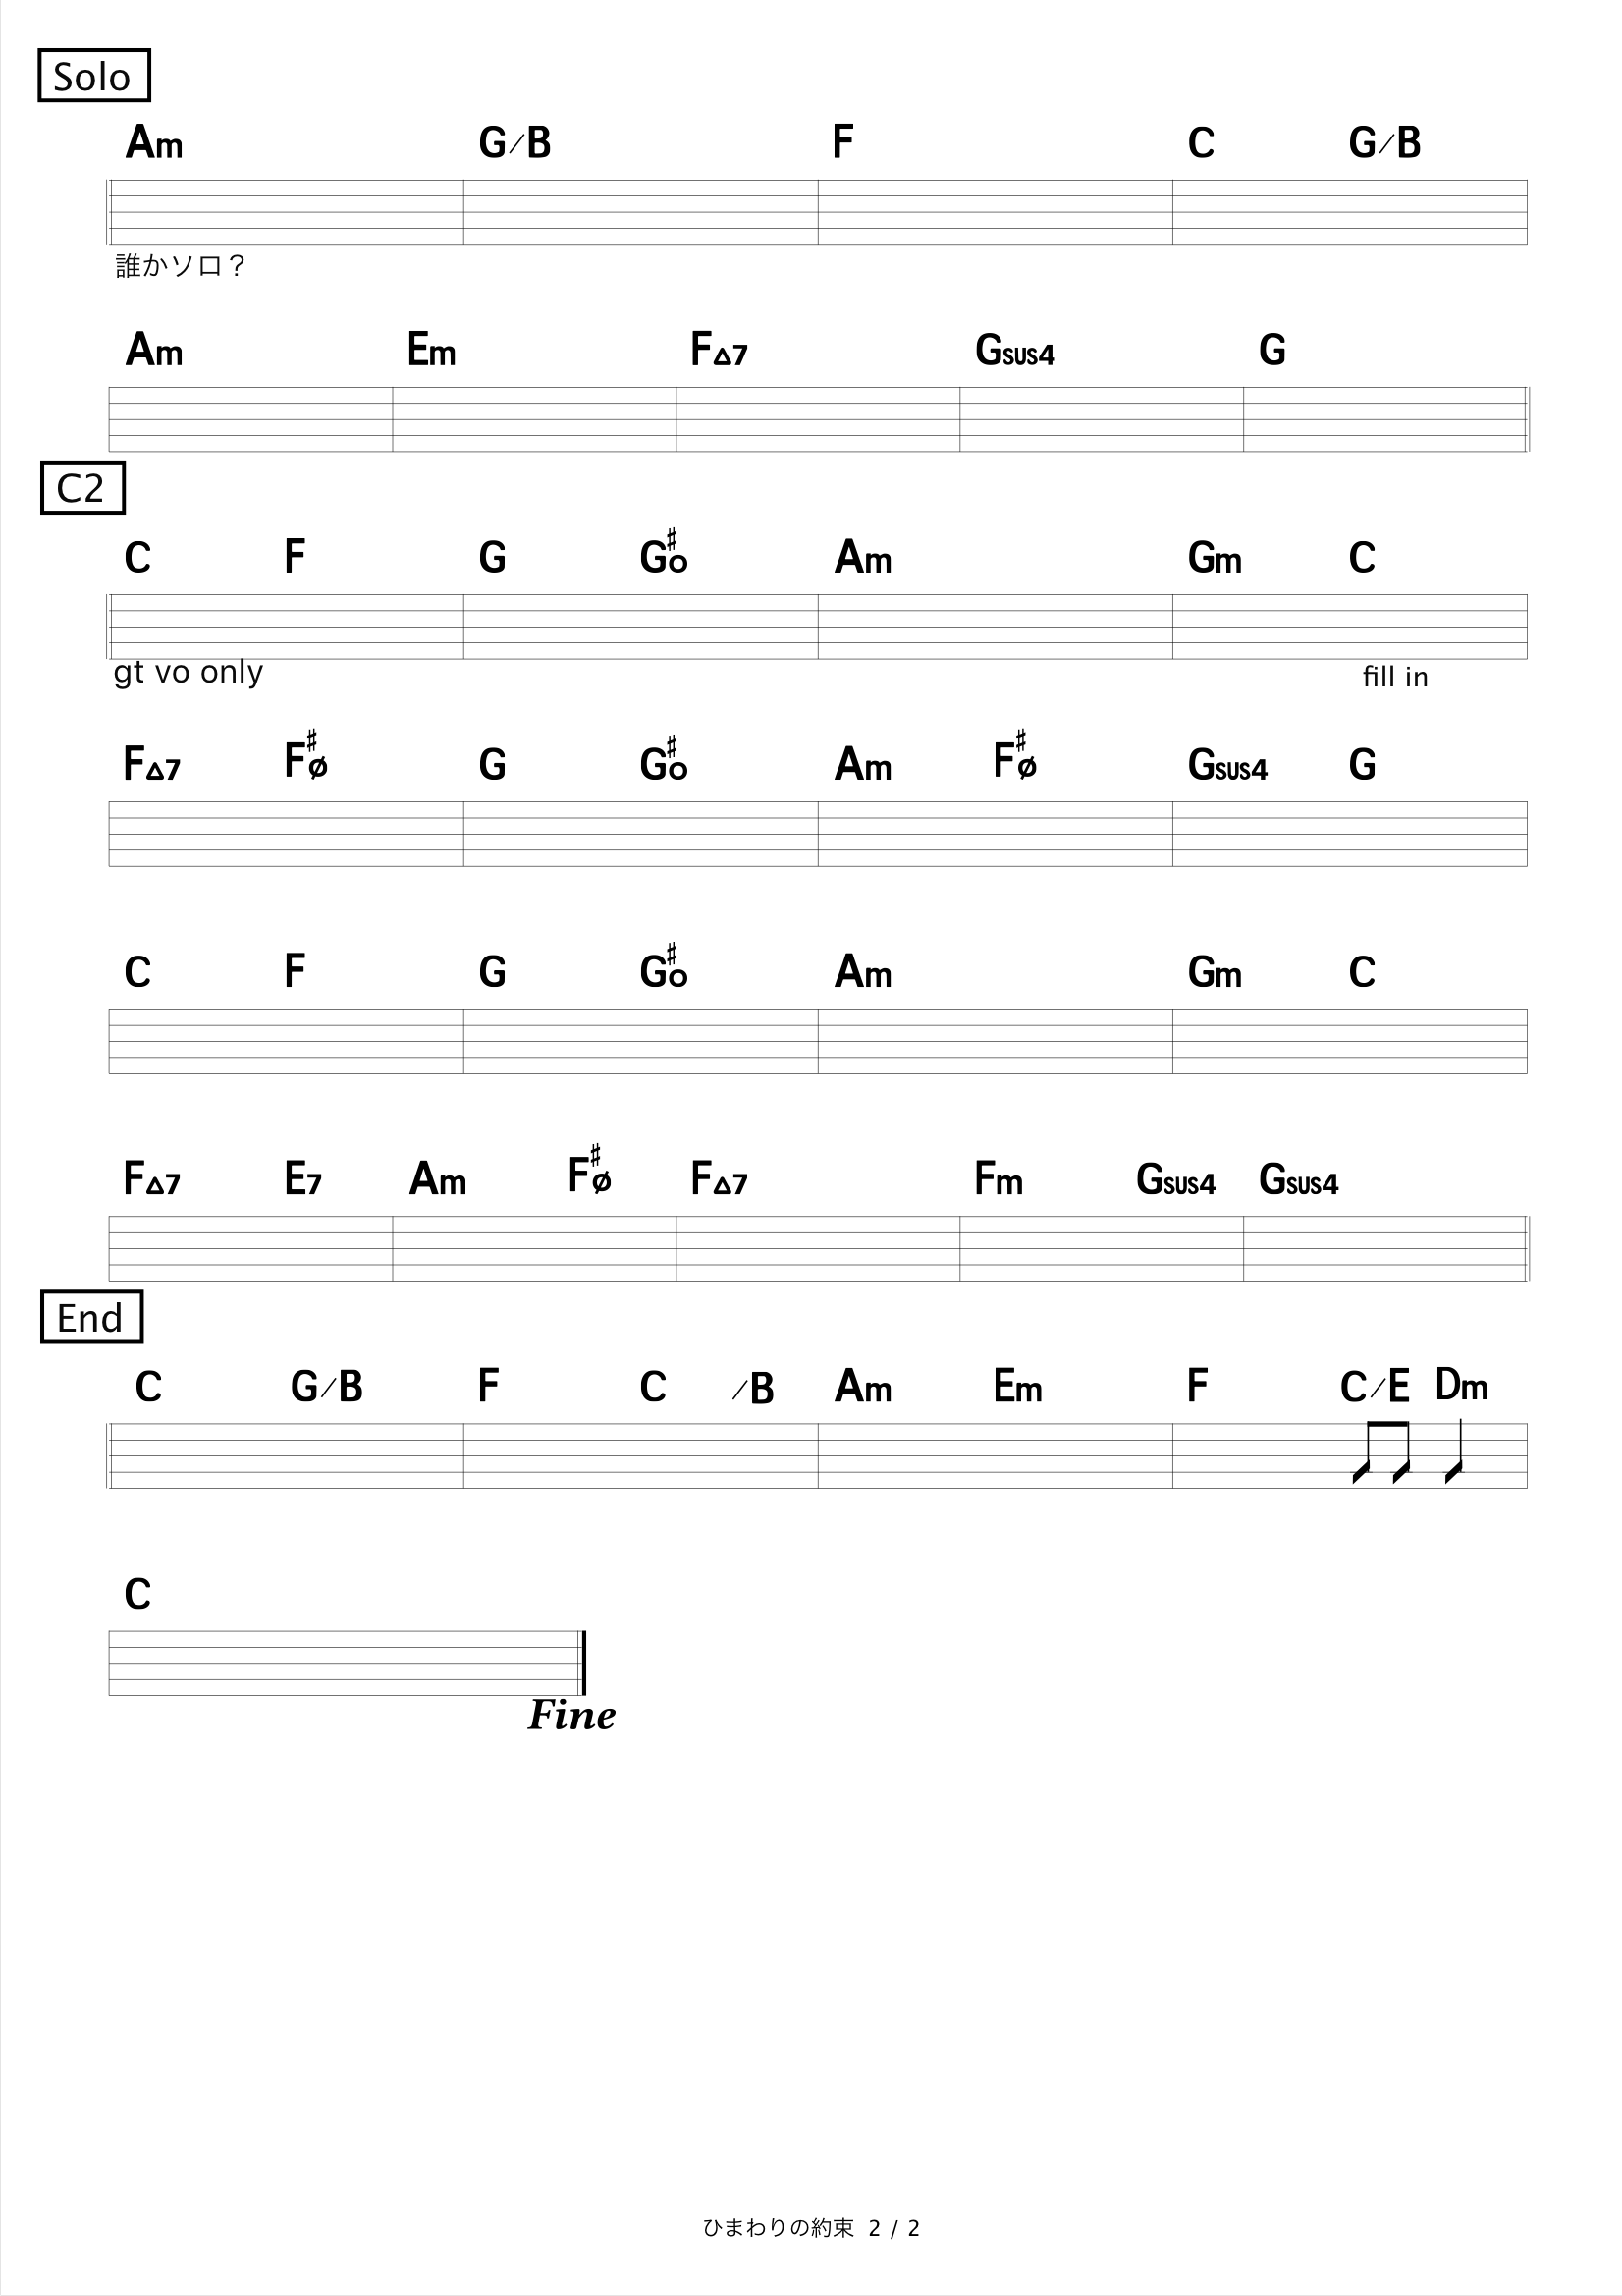 Solo
Am G/B F C G/B
誰かソロ？
Am Em F△7 Gsus4 G
C2
C F G G♯o Am Gm C
gt vo only fill in
F△7 F♯ø G G♯o Am F♯ø Gsus4 G
C F G G♯o Am Gm C
F△7 E7 Am F♯ø F△7 Fm Gsus4 Gsus4
End
C G/B F C /B Am Em F C/E Dm
C
Fine
ひまわりの約束 2 / 2